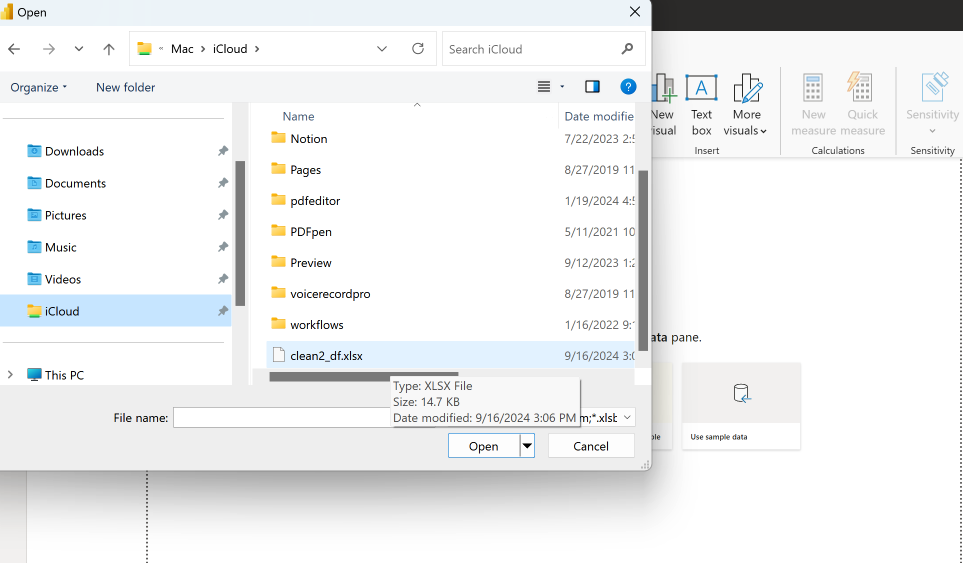 Open
« Mac › iCloud ›
Search iCloud
Organize
New folder
?
Name
Date modifie
Downloads
Documents
Pictures
Music
Videos
iCloud
This PC
Notion 7/22/2023 2:5
Pages 8/27/2019 11
pdfeditor 1/19/2024 4:5
PDFpen 5/11/2021 10
Preview 9/12/2023 1:2
voicerecordpro 8/27/2019 11
workflows 1/16/2022 9:1
clean2_df.xlsx 9/16/2024 3:0
Type: XLSX File
Size: 14.7 KB
Date modified: 9/16/2024 3:06 PM
File name:
m;*.xlsb
Open
Cancel
New
visual
A
Text
box
More
visuals
Insert
New
measure
Quick
measure
Calculations
Sensitivity
Sensitivity
ata pane.
ple
Use sample data